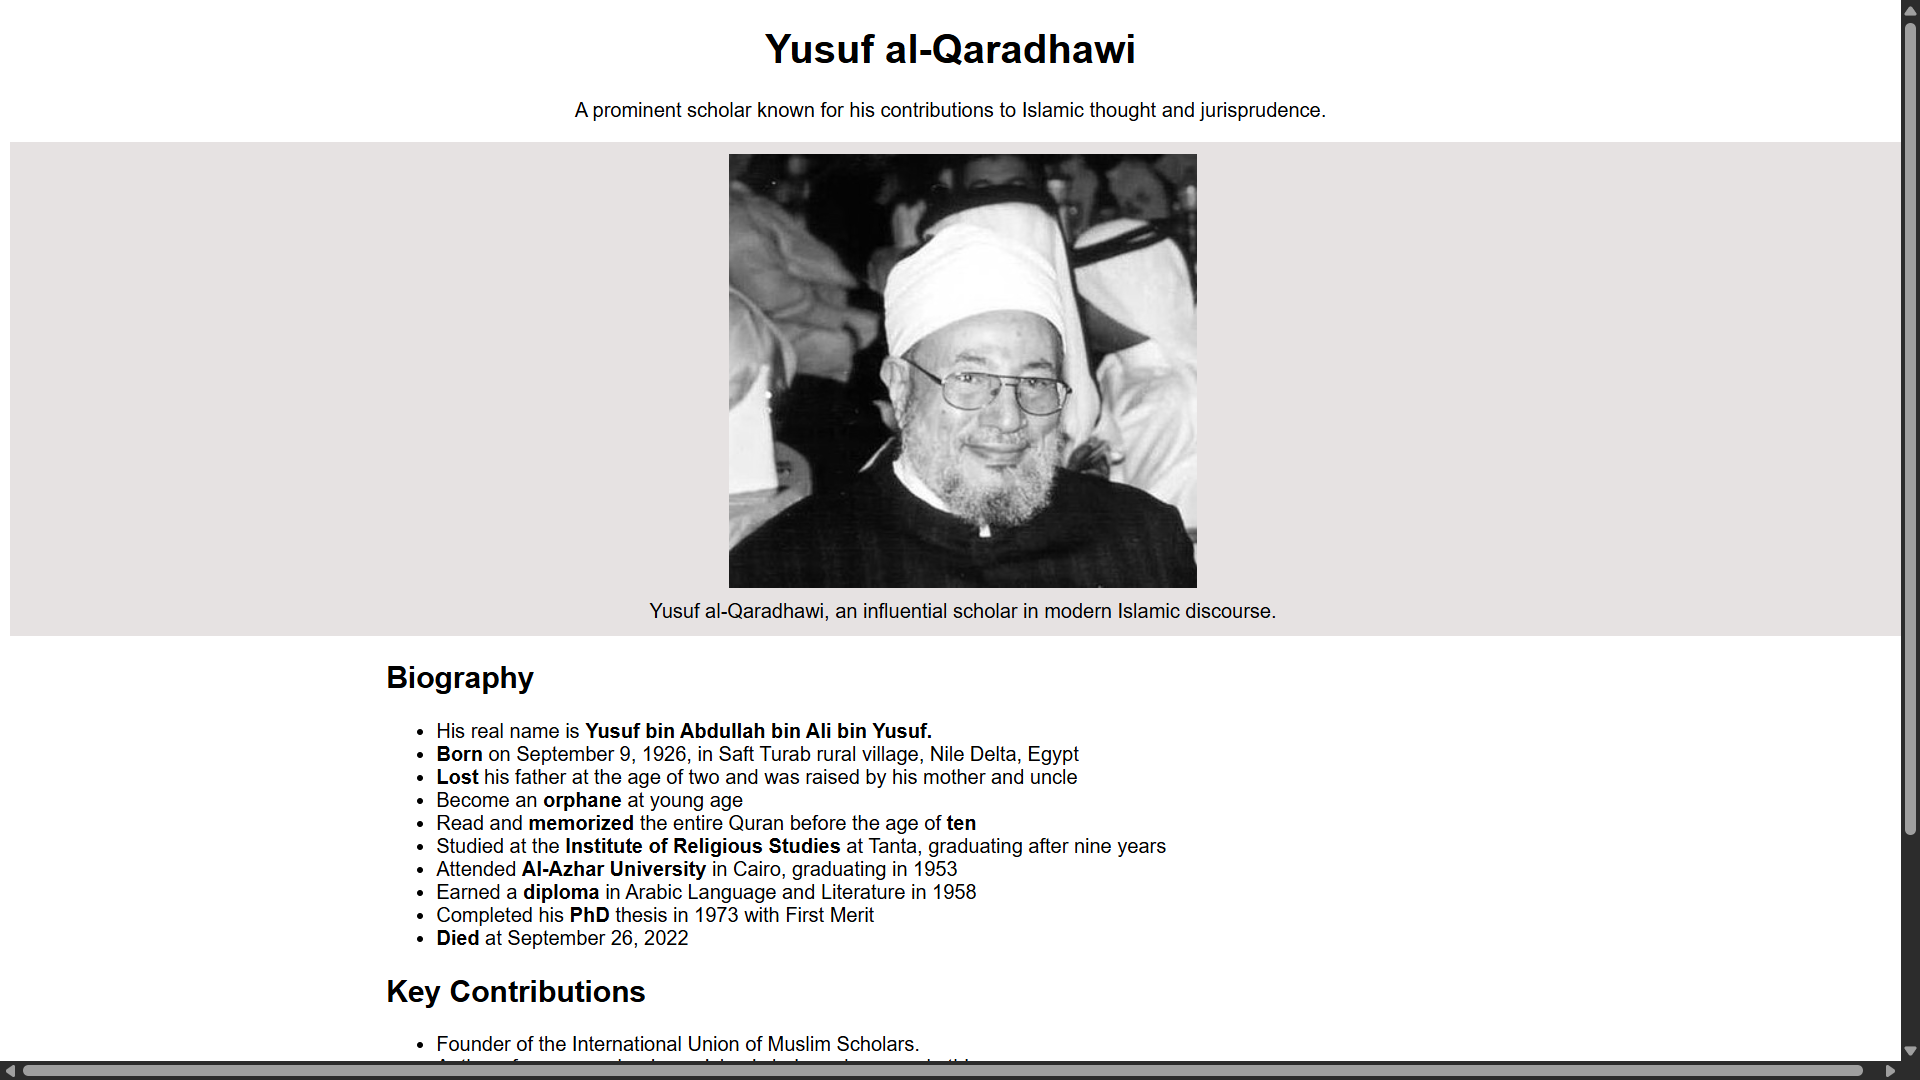 Yusuf al-Qaradhawi
A prominent scholar known for his contributions to Islamic thought and jurisprudence.
Yusuf al-Qaradhawi, an influential scholar in modern Islamic discourse.
Biography
His real name is Yusuf bin Abdullah bin Ali bin Yusuf.
Born on September 9, 1926, in Saft Turab rural village, Nile Delta, Egypt
Lost his father at the age of two and was raised by his mother and uncle
Become an orphane at young age
Read and memorized the entire Quran before the age of ten
Studied at the Institute of Religious Studies at Tanta, graduating after nine years
Attended Al-Azhar University in Cairo, graduating in 1953
Earned a diploma in Arabic Language and Literature in 1958
Completed his PhD thesis in 1973 with First Merit
Died at September 26, 2022
Key Contributions
Founder of the International Union of Muslim Scholars.